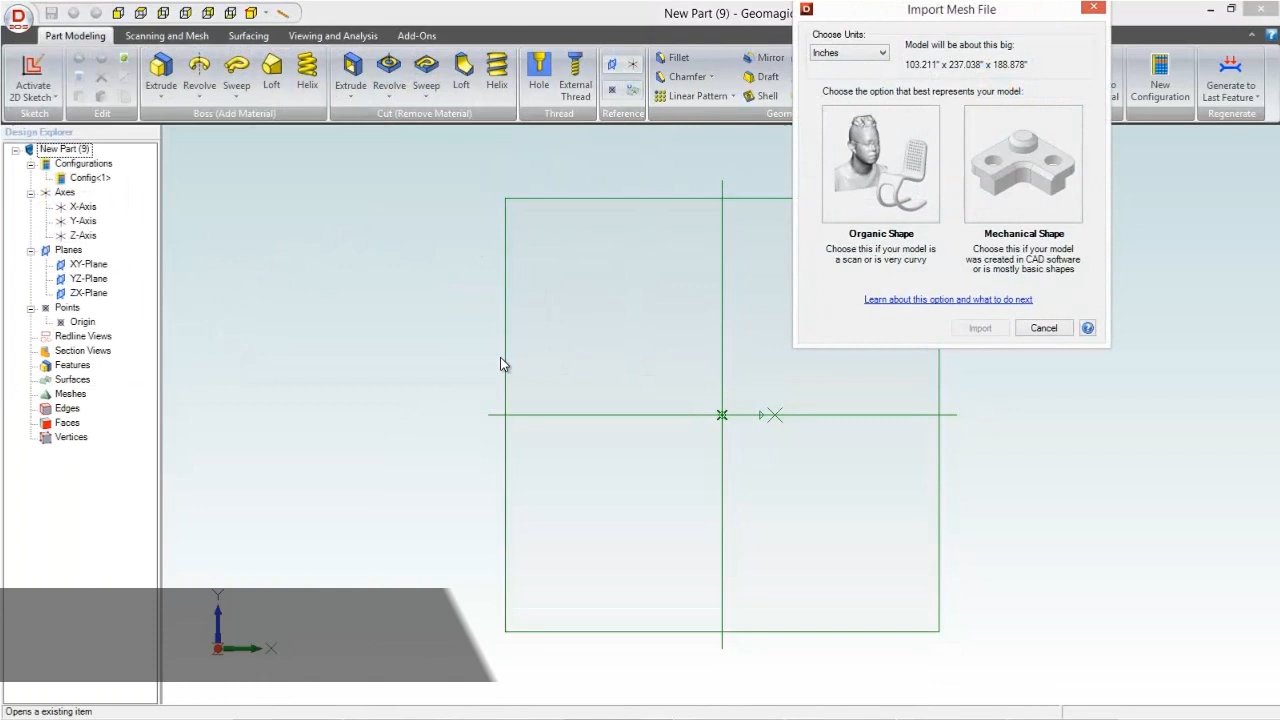 New Part (9) - Geomagic
Import Mesh File
Part Modeling
Scanning and Mesh
Surfacing
Viewing and Analysis
Add-Ons
Activate
2D Sketch
Sketch
Edit
Extrude
Revolve
Sweep
Loft
Helix
Boss (Add Material)
Extrude
Revolve
Sweep
Loft
Helix
Cut (Remove Material)
Hole
External
Thread
Thread
Reference
Fillet
Chamfer
Linear Pattern
Mirror
Draft
Shell
New
Configuration
Generate to
Last Feature
Regenerate
Choose Units:
Inches
Model will be about this big:
103.211" x 237.038" x 188.878"
Choose the option that best represents your model:
Organic Shape
Choose this if your model is
a scan or is very curvy
Mechanical Shape
Choose this if your model
was created in CAD software
or is mostly basic shapes
Learn about this option and what to do next
Import
Cancel
Design Explorer
New Part (9)
Configurations
Config<1>
Axes
X-Axis
Y-Axis
Z-Axis
Planes
XY-Plane
YZ-Plane
ZX-Plane
Points
Origin
Redline Views
Section Views
Features
Surfaces
Meshes
Edges
Faces
Vertices
Y
X
Opens a existing item